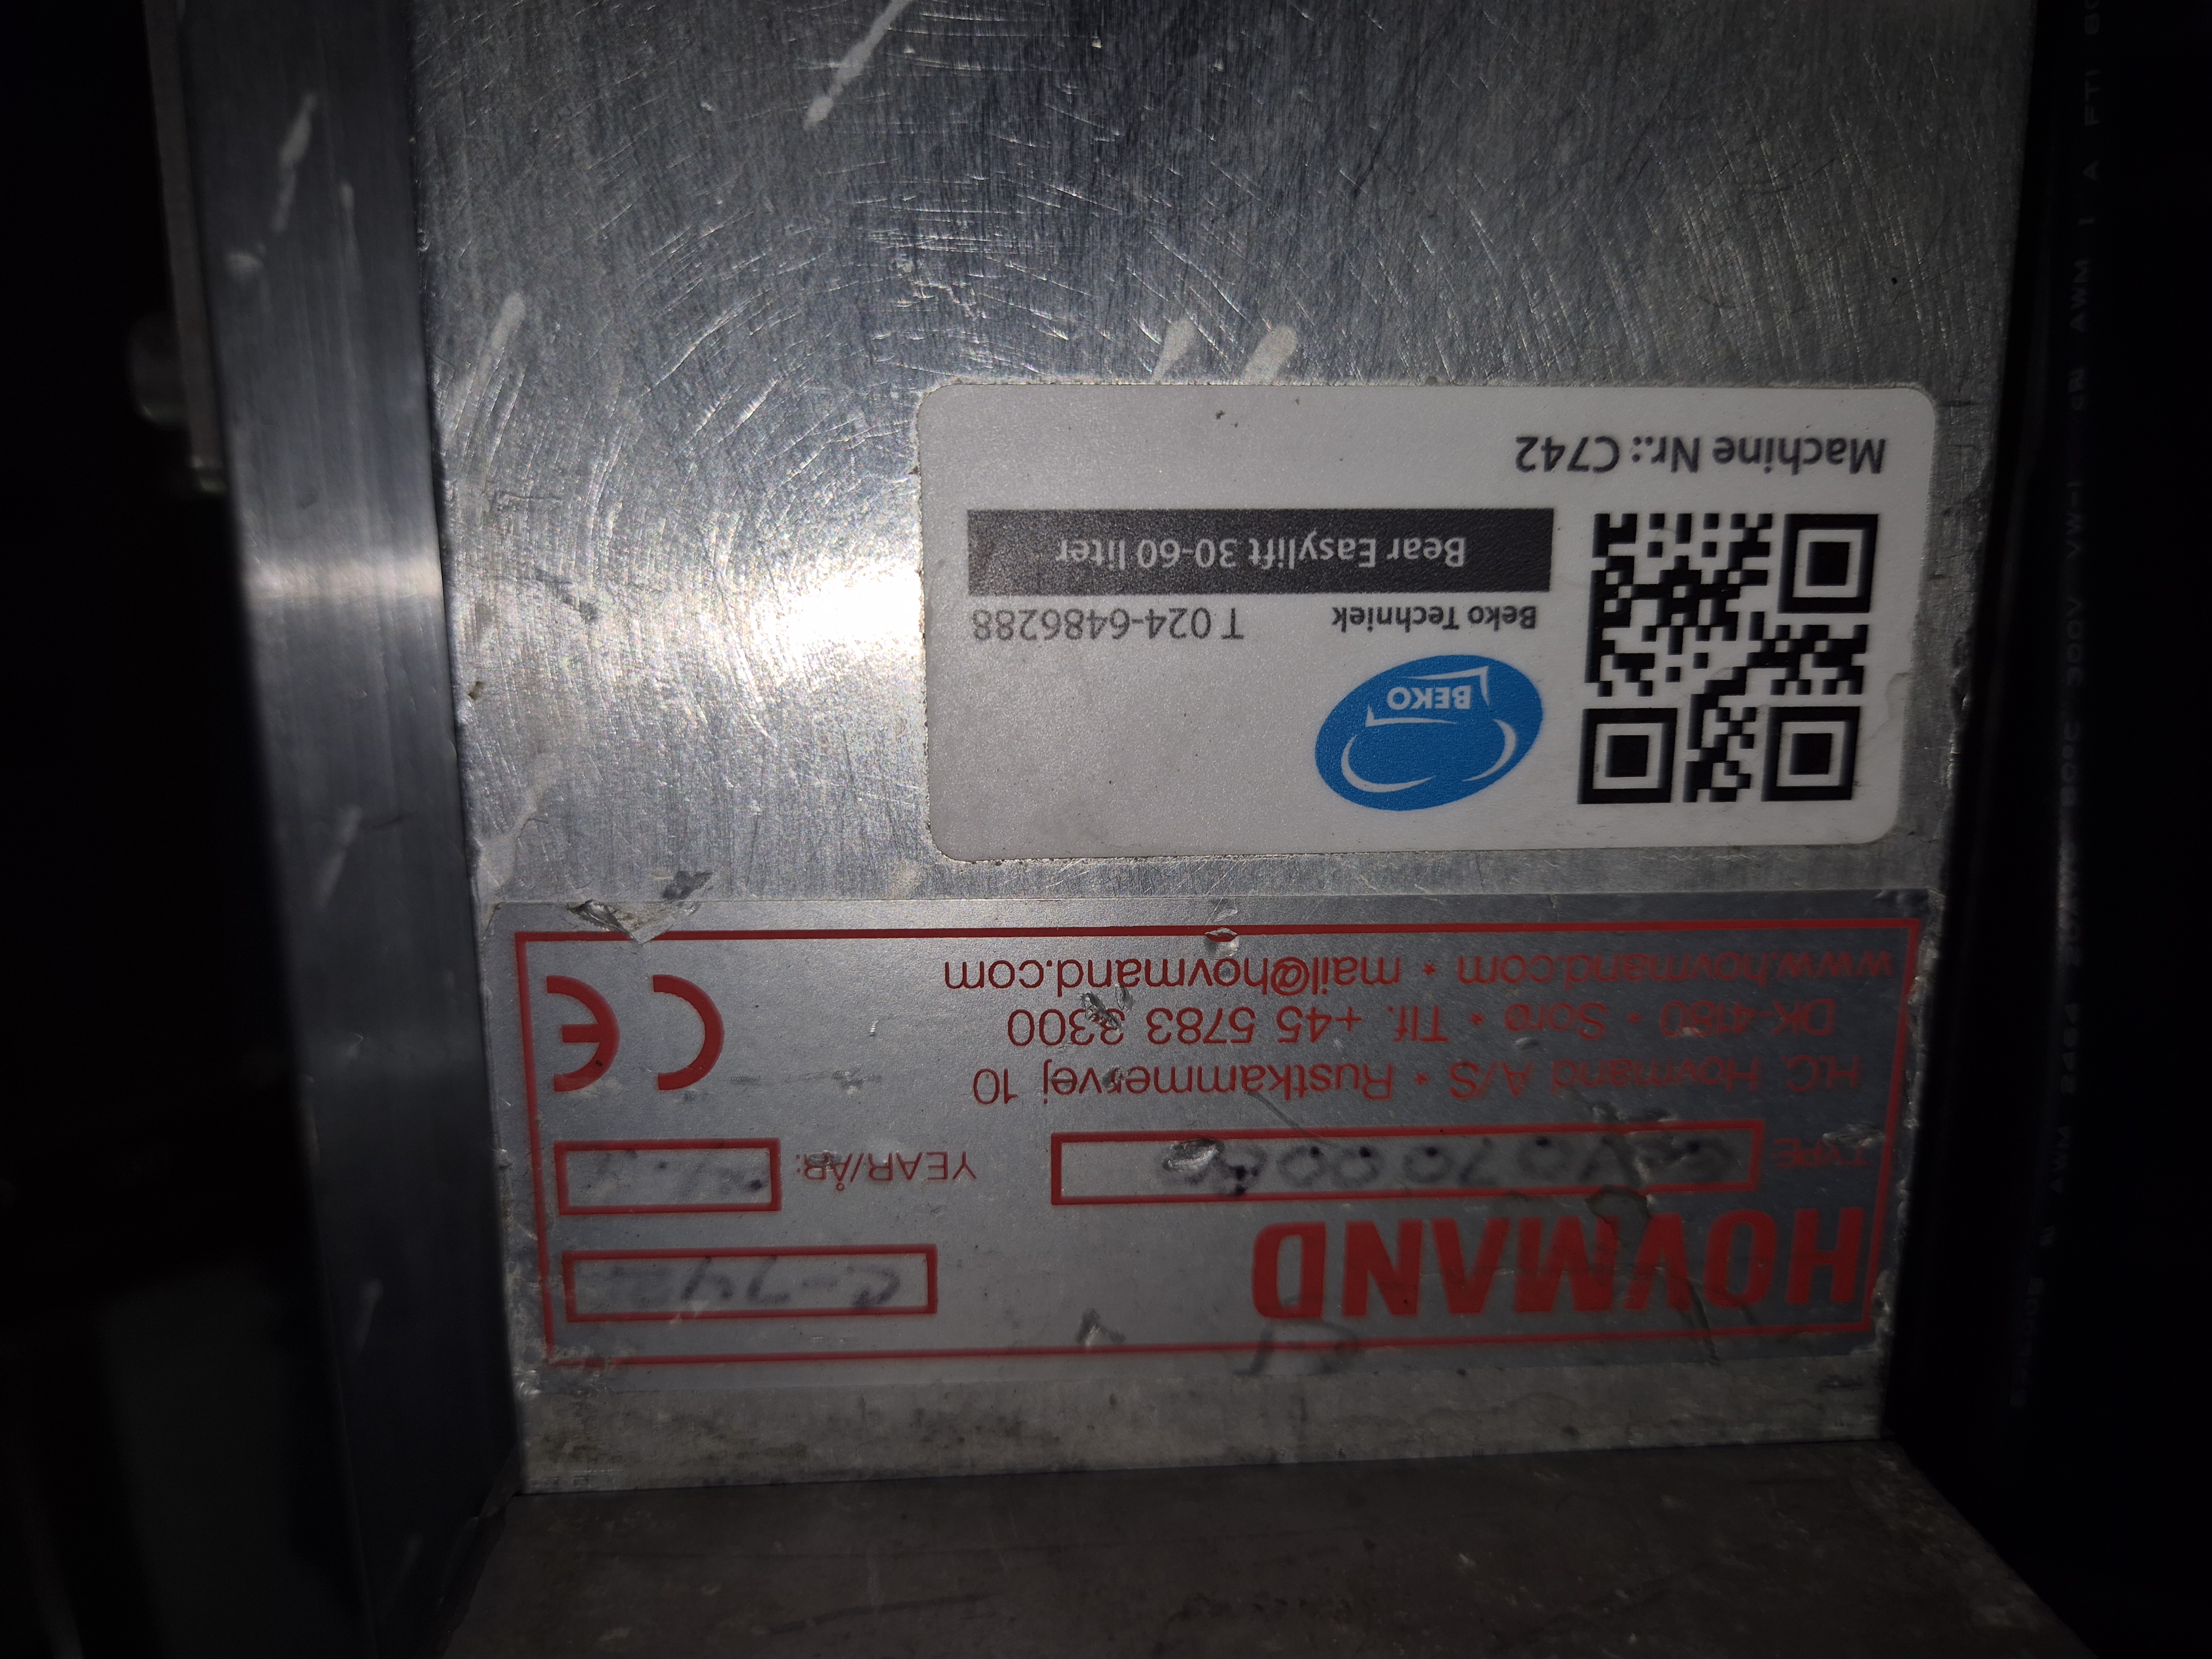 HOVMAND
C-742
TYPE
YEAR/ÅR:
H.C. Hovmand A/S • Rustkammervej 10
DK-4180 • Sorø • Tlf. +45 5783 3300
www.hovmand.com • mail@hovmand.com
CE
BEKO
Beko Techniek T 024-6486288
Bear Easylift 30-60 liter
Machine Nr.: C742